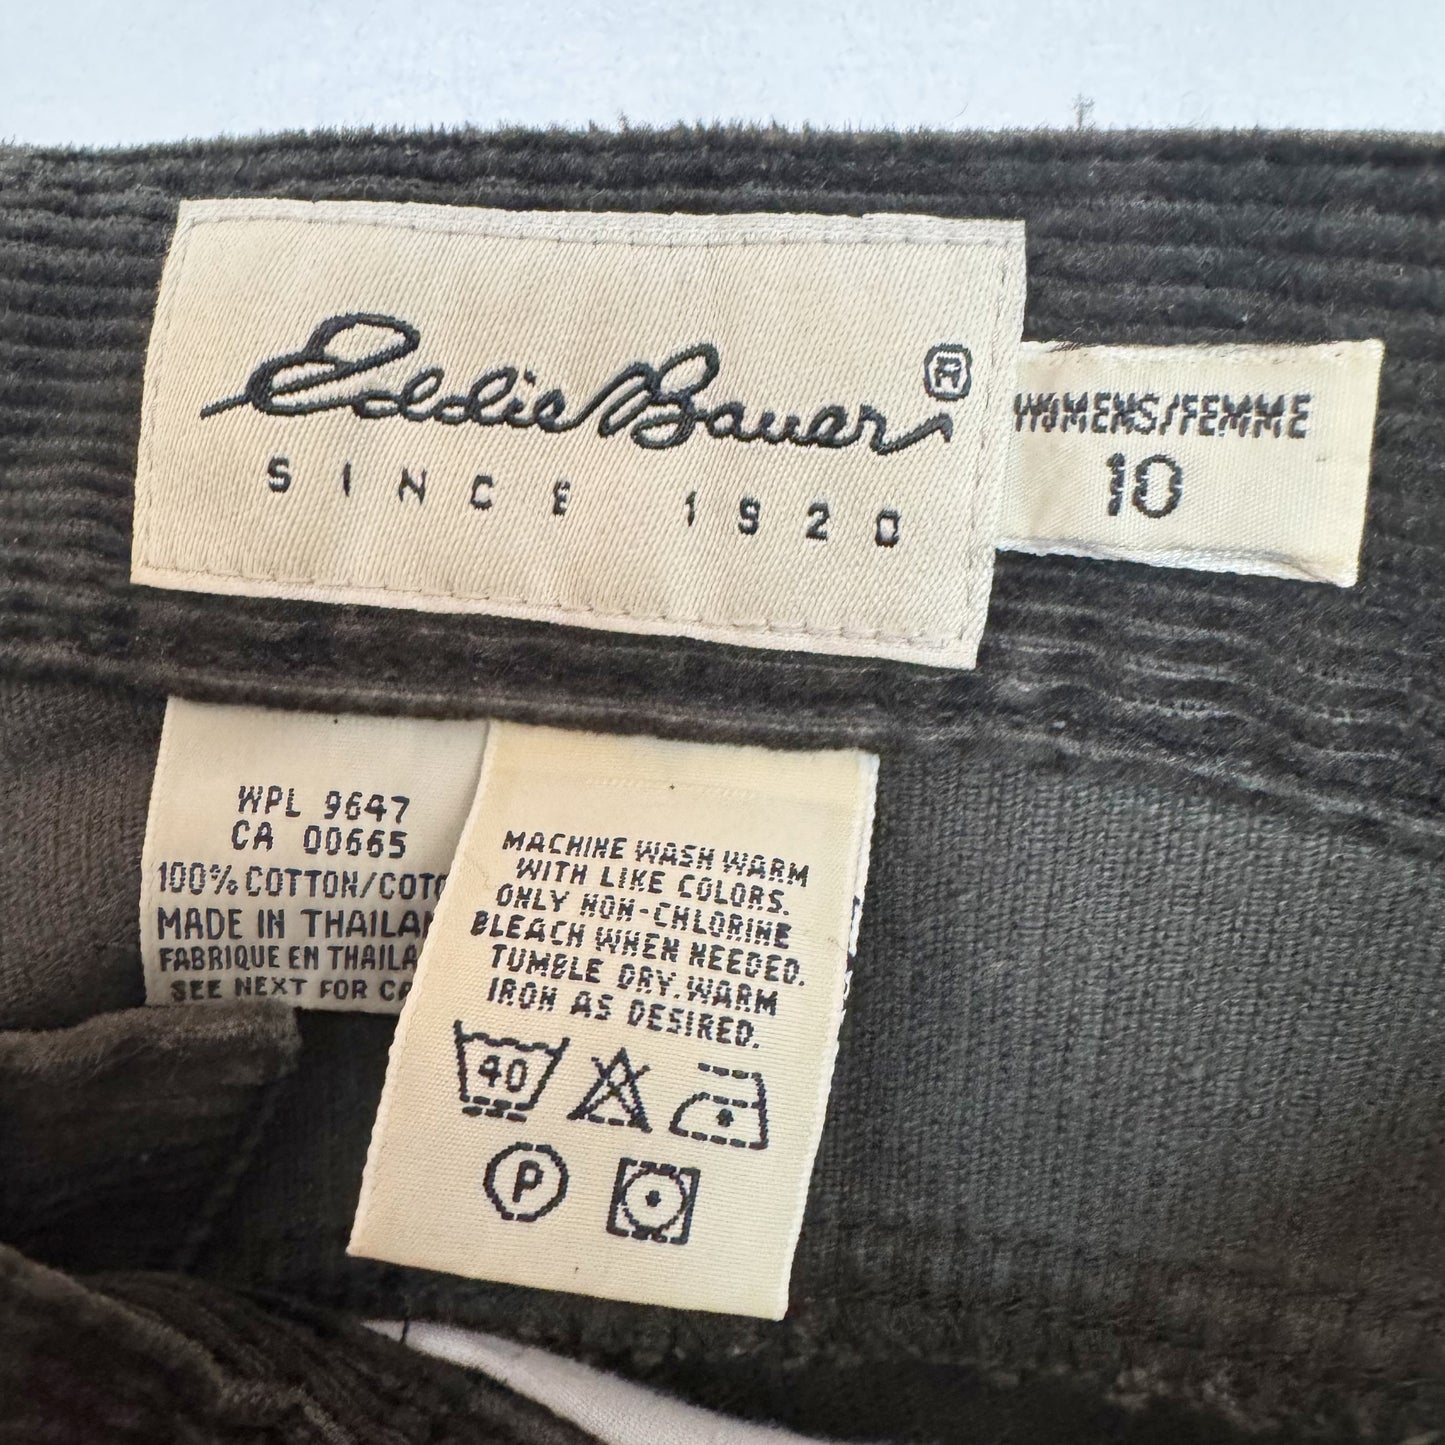 Eddie Bauer ®
SINCE 1920
WOMENS/FEMME
10
WPL 9647
CA 00665
100% COTTON/COTO
MADE IN THAILAN
FABRIQUE EN THAILA
SEE NEXT FOR CA
MACHINE WASH WARM
WITH LIKE COLORS.
ONLY NON-CHLORINE
BLEACH WHEN NEEDED.
TUMBLE DRY.WARM
IRON AS DESIRED.
40
P